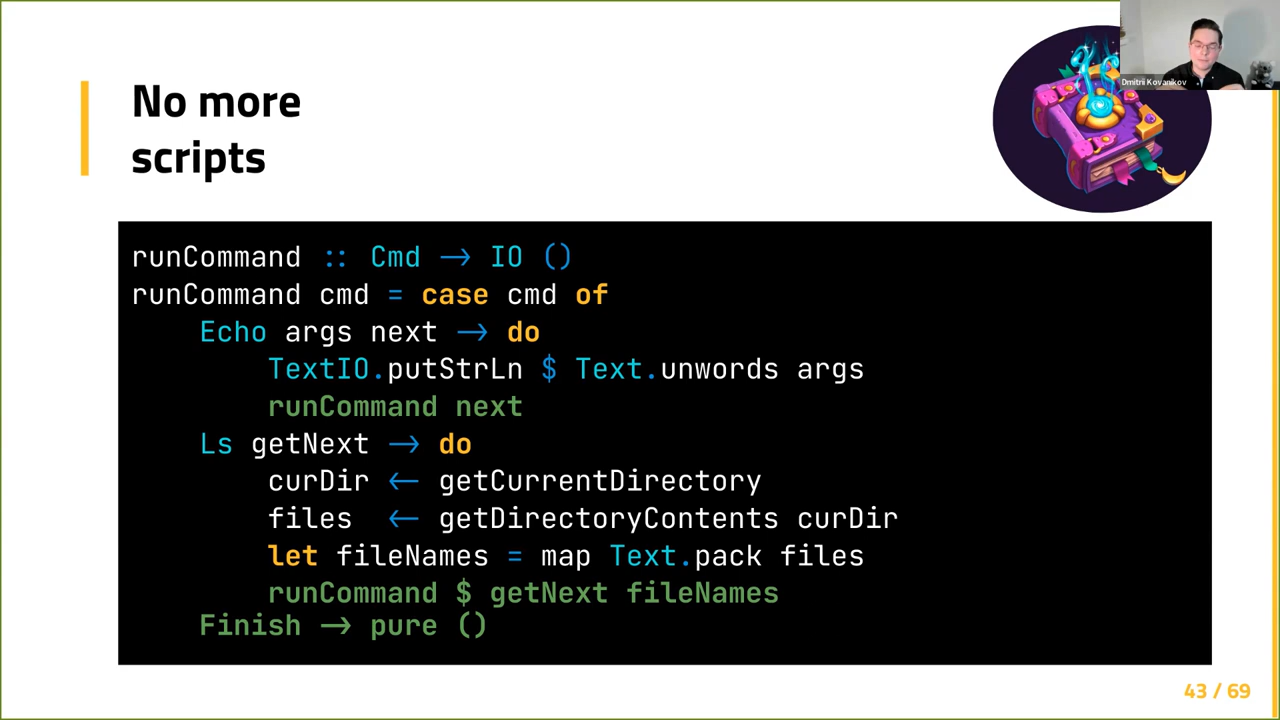 No more
scripts
Dmitrii Kovanikov
runCommand :: Cmd → IO ()
runCommand cmd = case cmd of
    Echo args next → do
        TextIO.putStrLn $ Text.unwords args
        runCommand next
    Ls getNext → do
        curDir ← getCurrentDirectory
        files  ← getDirectoryContents curDir
        let fileNames = map Text.pack files
        runCommand $ getNext fileNames
    Finish → pure ()
43 / 69